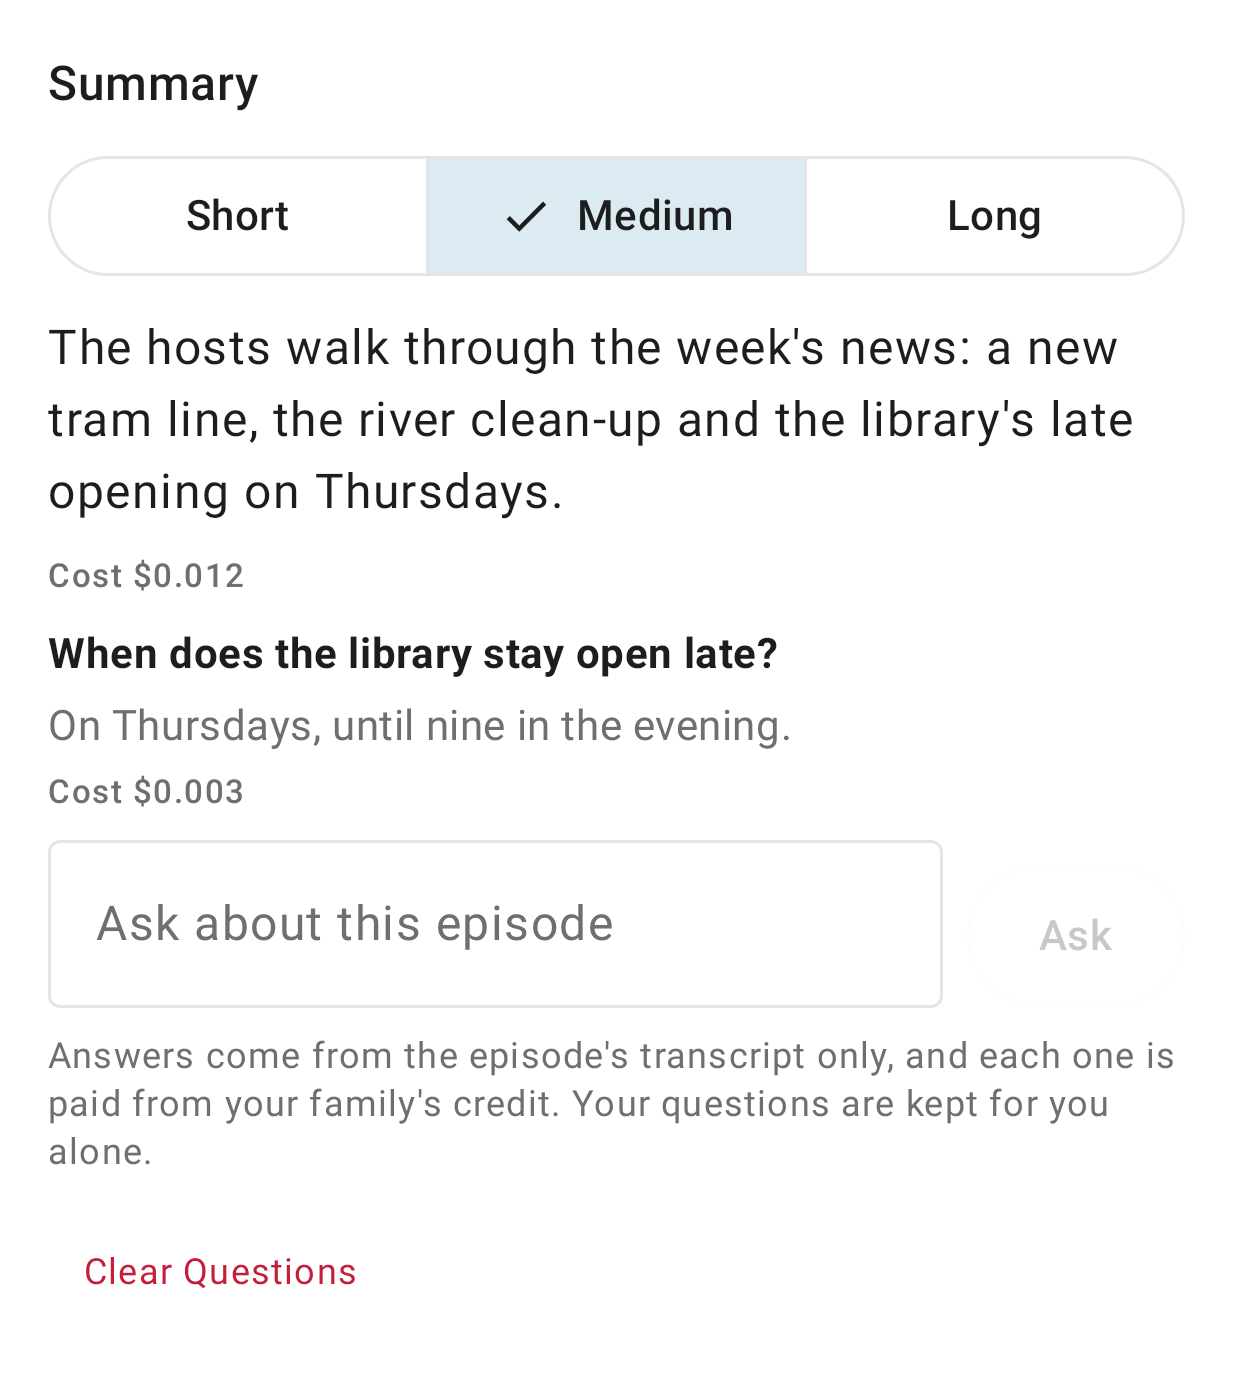 Summary
Short
Medium
Long
The hosts walk through the week's news: a new
tram line, the river clean-up and the library's late
opening on Thursdays.
Cost $0.012
When does the library stay open late?
On Thursdays, until nine in the evening.
Cost $0.003
Ask about this episode
Ask
Answers come from the episode's transcript only, and each one is
paid from your family's credit. Your questions are kept for you
alone.
Clear Questions